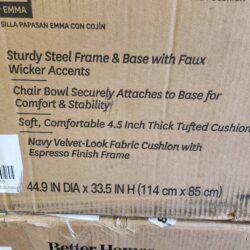 EMMA
SILLA PAPASAN EMMA CON COJÍN
Sturdy Steel Frame & Base with Faux
Wicker Accents
Chair Bowl Securely Attaches to Base for
Comfort & Stability
Soft, Comfortable 4.5 Inch Thick Tufted Cushion
Navy Velvet-Look Fabric Cushion with
Espresso Finish Frame
44.9 IN DIA x 33.5 IN H (114 cm x 85 cm)
Better Homes